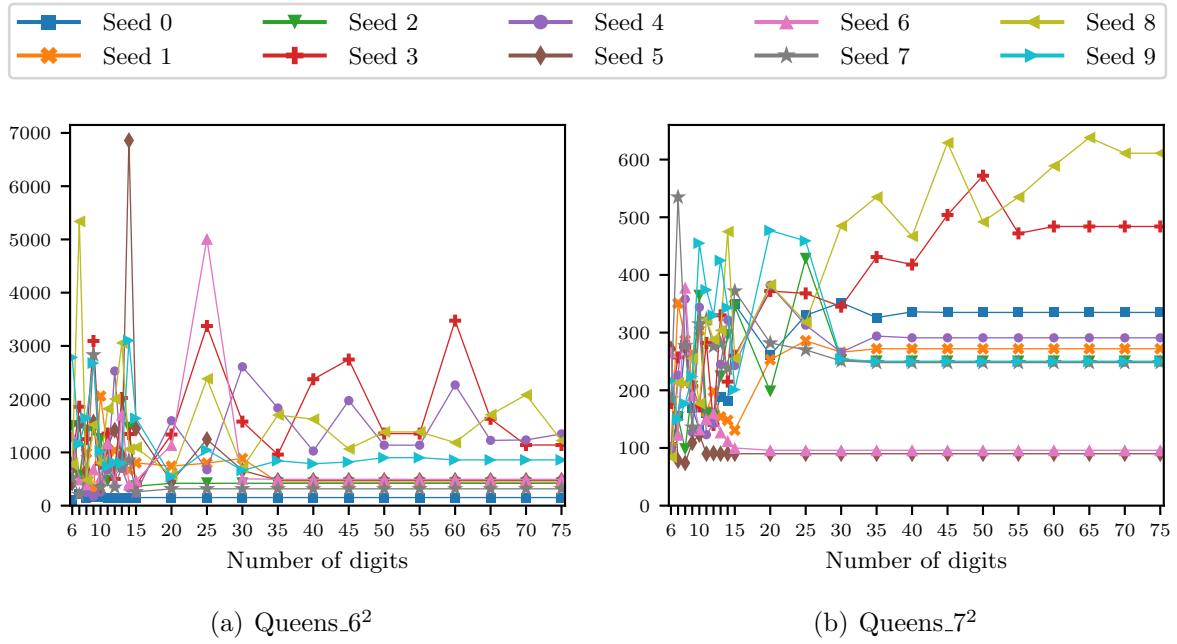 Seed 0 Seed 2 Seed 4 Seed 6 Seed 8
Seed 1 Seed 3 Seed 5 Seed 7 Seed 9
7000
6000
5000
4000
3000
2000
1000
0
6 10 15 20 25 30 35 40 45 50 55 60 65 70 75
Number of digits
(a) Queens_6²
600
500
400
300
200
100
0
6 10 15 20 25 30 35 40 45 50 55 60 65 70 75
Number of digits
(b) Queens_7²